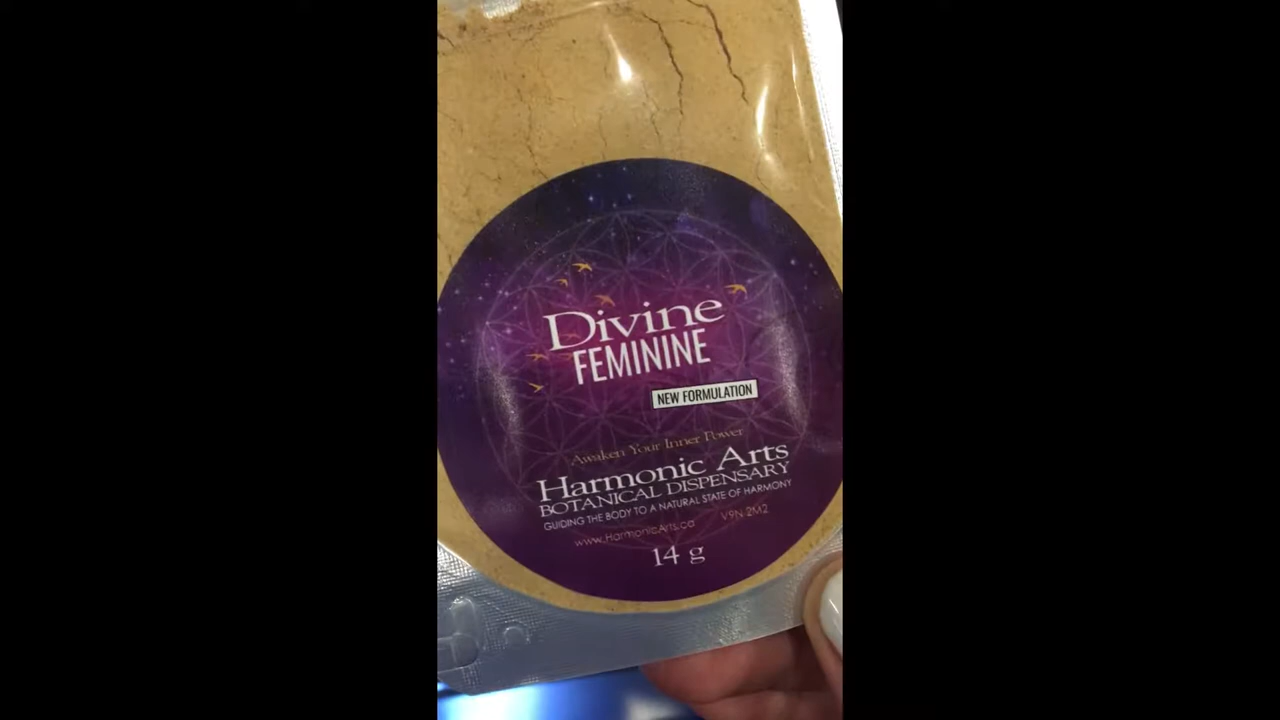 Divine
FEMININE
NEW FORMULATION
Awaken Your Inner Power
Harmonic Arts
BOTANICAL DISPENSARY
GUIDING THE BODY TO A NATURAL STATE OF HARMONY
www.HarmonicArts.ca V9N 2M2
14 g